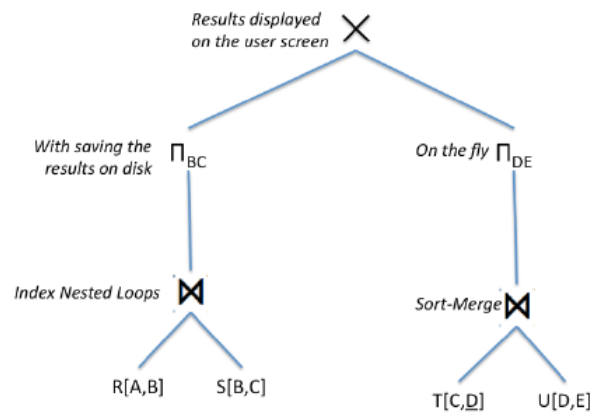 Results displayed
on the user screen
×
With saving the
results on disk
Π_BC
On the fly Π_DE
Index Nested Loops ⋈
Sort-Merge ⋈
R[A,B]
S[B,C]
T[C,D]
U[D,E]